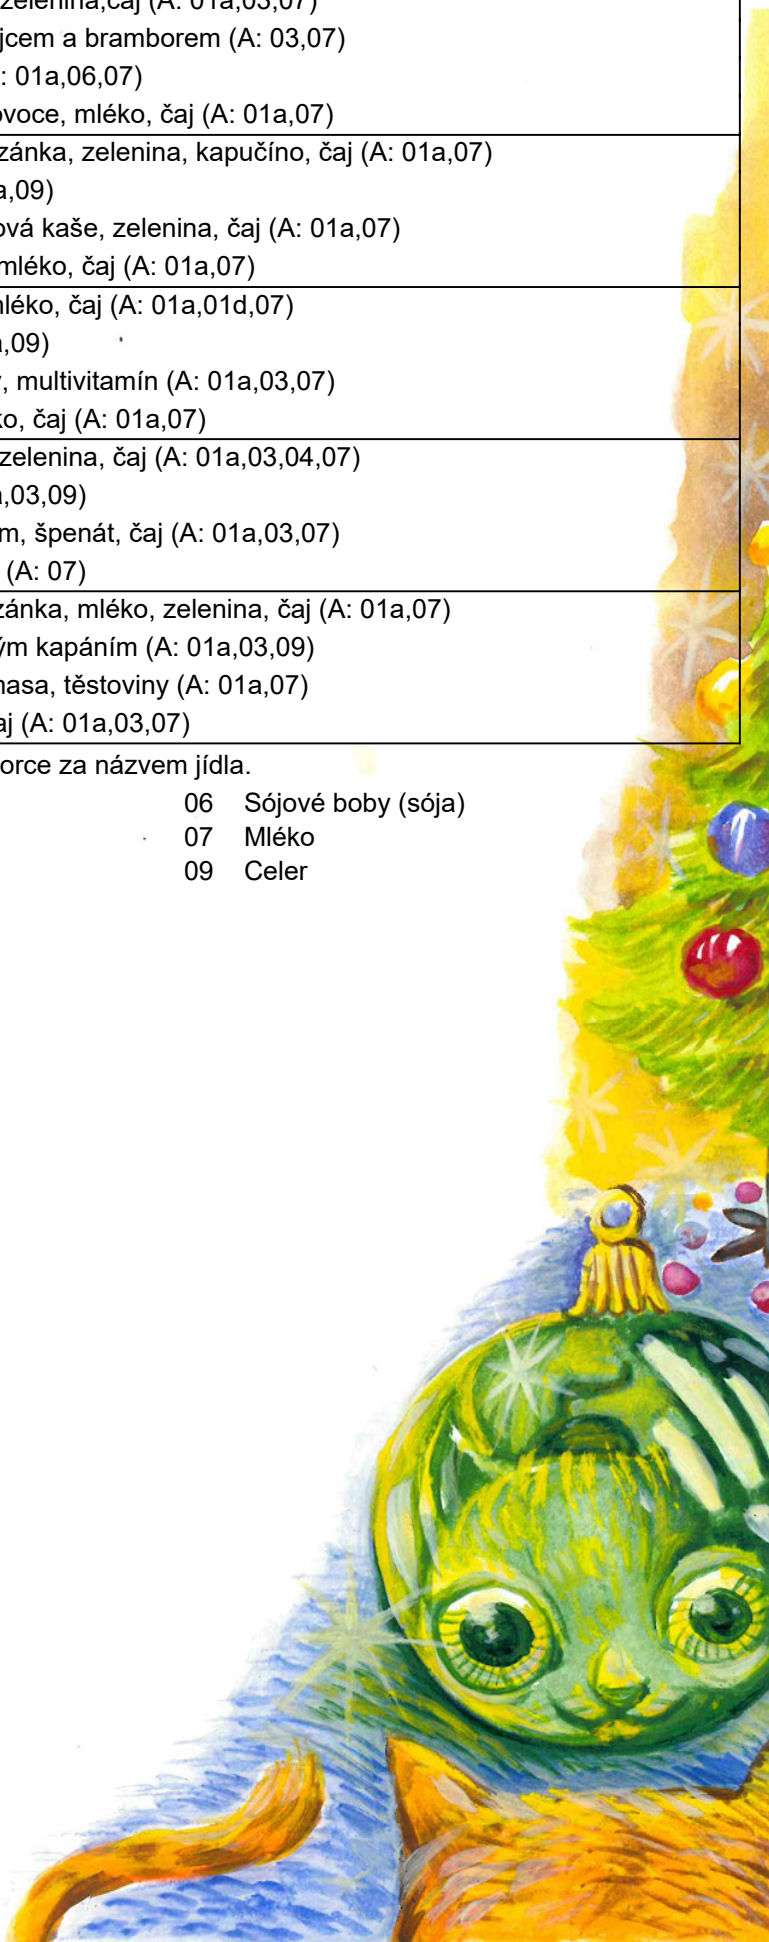 zelenina,čaj (A: 01a,03,07)
jcem a bramborem (A: 03,07)
: 01a,06,07)
ovoce, mléko, čaj (A: 01a,07)
zánka, zelenina, kapučíno, čaj (A: 01a,07)
a,09)
ová kaše, zelenina, čaj (A: 01a,07)
mléko, čaj (A: 01a,07)
mléko, čaj (A: 01a,01d,07)
a,09)
, multivitamín (A: 01a,03,07)
ko, čaj (A: 01a,07)
zelenina, čaj (A: 01a,03,04,07)
a,03,09)
m, špenát, čaj (A: 01a,03,07)
(A: 07)
zánka, mléko, zelenina, čaj (A: 01a,07)
ým kapáním (A: 01a,03,09)
masa, těstoviny (A: 01a,07)
aj (A: 01a,03,07)
orce za názvem jídla.
06 Sójové boby (sója)
07 Mléko
09 Celer